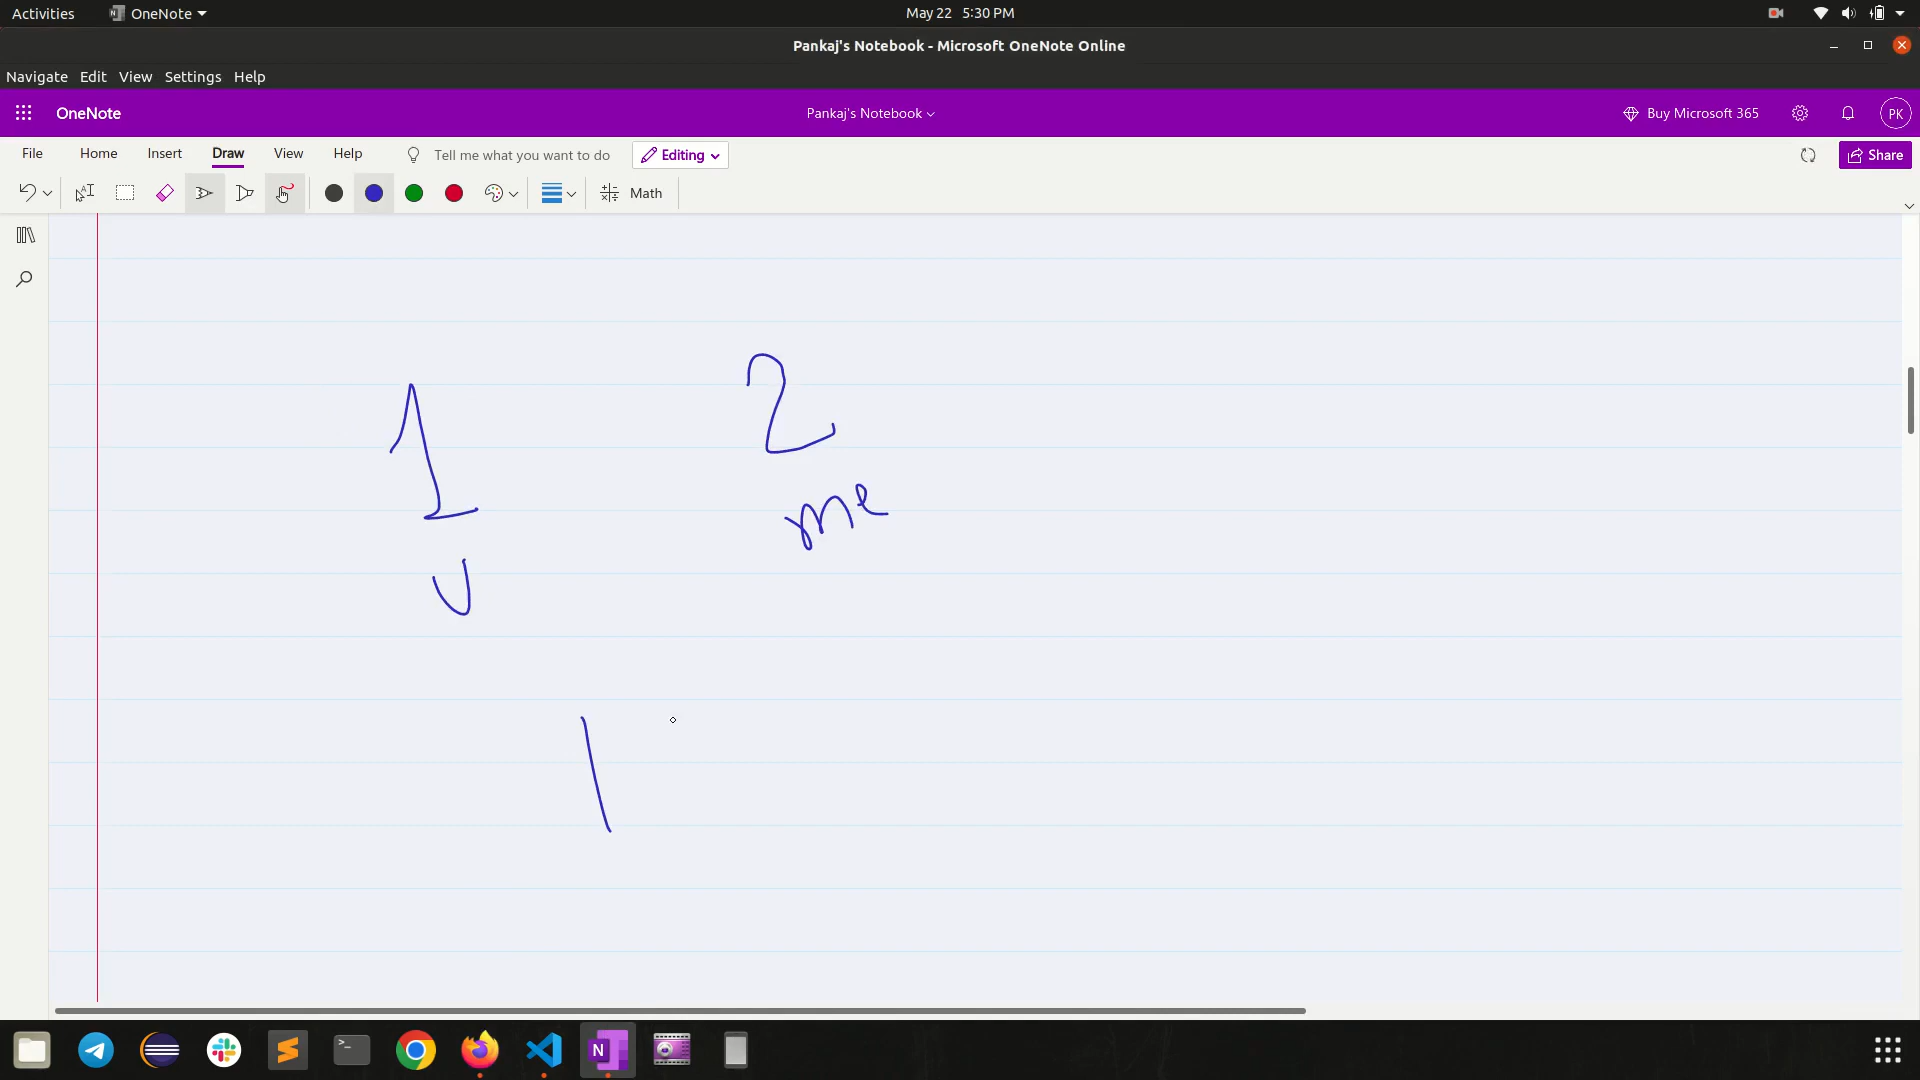 Activities OneNote May 22 5:30 PM
Pankaj's Notebook - Microsoft OneNote Online
Navigate Edit View Settings Help
OneNote Pankaj's Notebook Buy Microsoft 365 PK
File Home Insert Draw View Help Tell me what you want to do Editing Share
Math
1 2
me